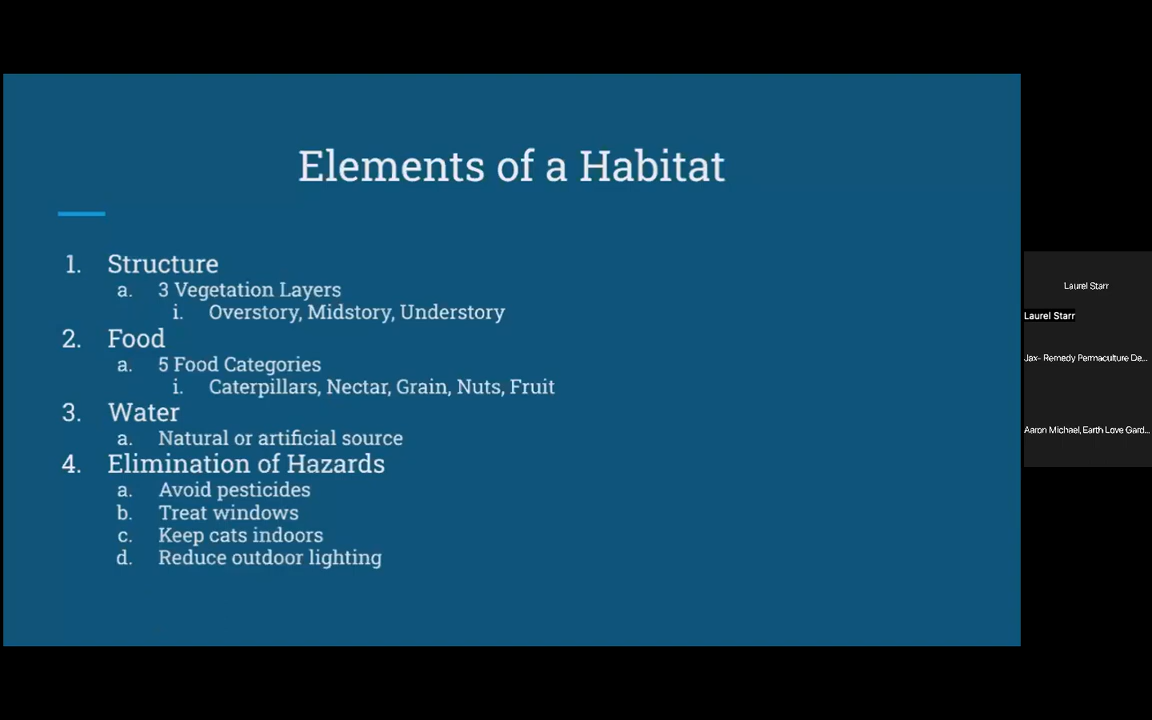 Elements of a Habitat
1. Structure
a. 3 Vegetation Layers
i. Overstory, Midstory, Understory
2. Food
a. 5 Food Categories
i. Caterpillars, Nectar, Grain, Nuts, Fruit
3. Water
a. Natural or artificial source
4. Elimination of Hazards
a. Avoid pesticides
b. Treat windows
c. Keep cats indoors
d. Reduce outdoor lighting
Laurel Starr
Laurel Starr
Jax- Remedy Permaculture De...
Aaron Michael, Earth Love Gard...